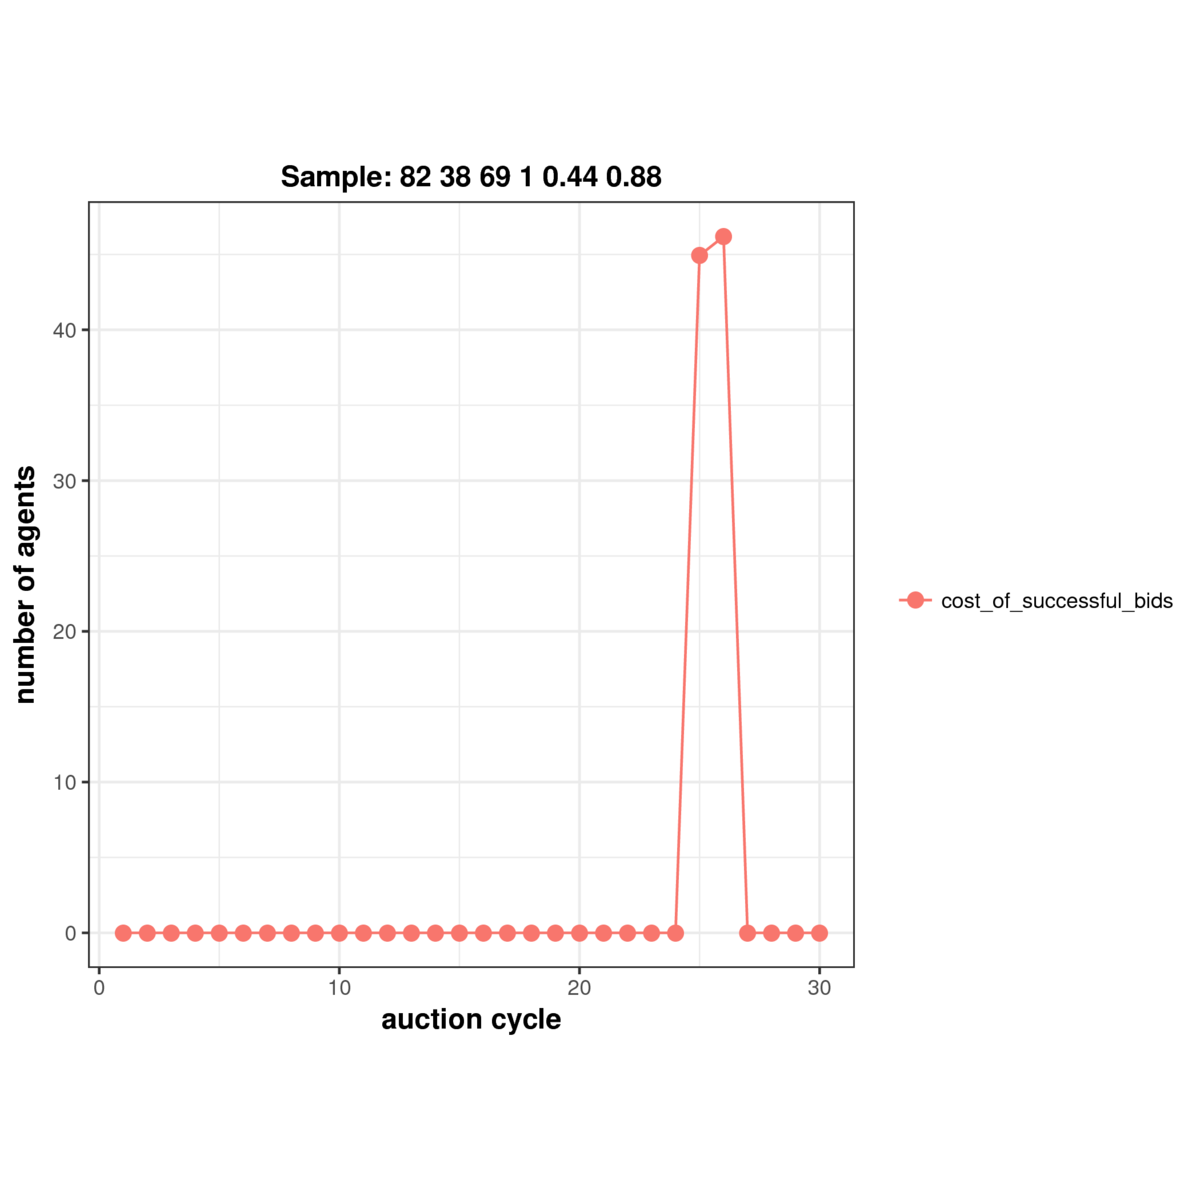 Sample: 82 38 69 1 0.44 0.88
number of agents
40
30
20
10
0
0 10 20 30
auction cycle
cost_of_successful_bids